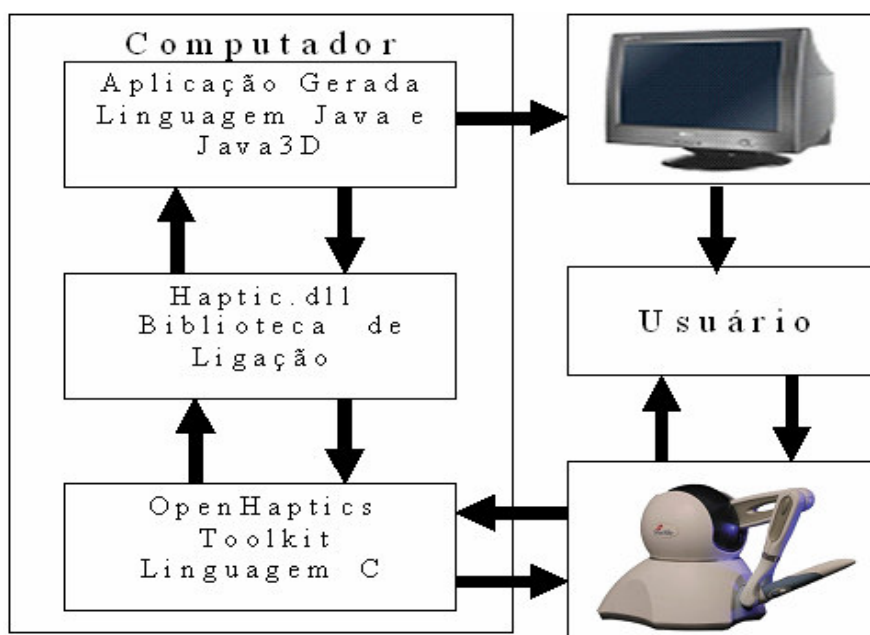 Computador
Aplicação Gerada
Linguagem Java e
Java3D
Haptic.dll
Biblioteca de
Ligação
OpenHaptics
Toolkit
Linguagem C
Usuário